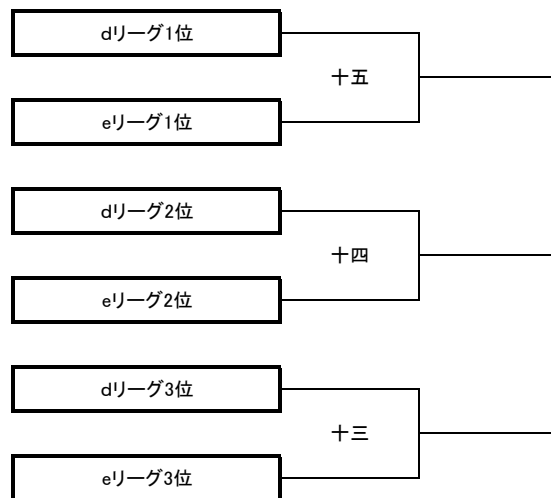 dリーグ1位
十五
eリーグ1位
dリーグ2位
十四
eリーグ2位
dリーグ3位
十三
eリーグ3位